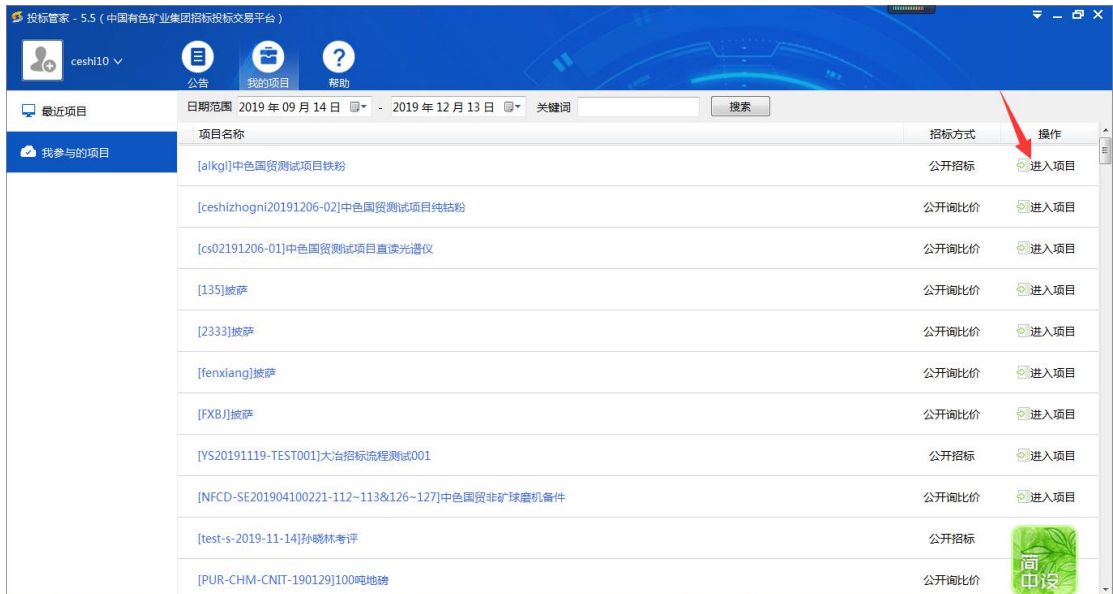 投标管家 - 5.5（中国有色矿业集团招标投标交易平台）
ceshi10
公告 我的项目 帮助
最近项目
我参与的项目
日期范围 2019 年 09 月 14 日 - 2019 年 12 月 13 日 关键词 搜索
项目名称 招标方式 操作
[alkgl]中色国贸测试项目铁粉 公开招标 进入项目
[ceshizhogni20191206-02]中色国贸测试项目纯钴粉 公开询比价 进入项目
[cs02191206-01]中色国贸测试项目直读光谱仪 公开询比价 进入项目
[135]披萨 公开询比价 进入项目
[2333]披萨 公开询比价 进入项目
[fenxiang]披萨 公开询比价 进入项目
[FXBJ]披萨 公开询比价 进入项目
[YS20191119-TEST001]大冶招标流程测试001 公开招标 进入项目
[NFCD-SE201904100221-112~113&126~127]中色国贸非矿球磨机备件 公开询比价 进入项目
[test-s-2019-11-14]孙晓林考评 公开招标
[PUR-CHM-CNIT-190129]100吨地磅 公开询比价
简
中设